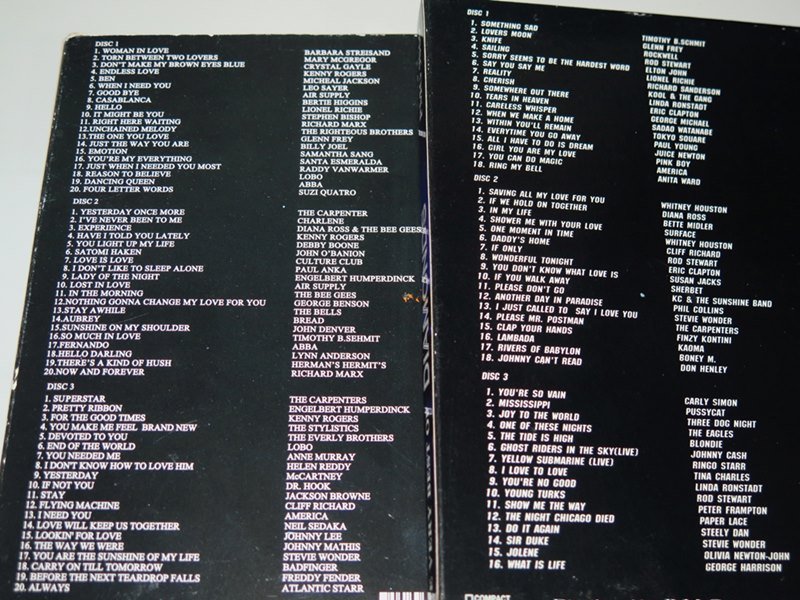 DISC 1
1. WOMAN IN LOVE BARBARA STREISAND
2. TORN BETWEEN TWO LOVERS MARY MCGREGOR
3. DON'T MAKE MY BROWN EYES BLUE CRYSTAL GAYLE
4. ENDLESS LOVE KENNY ROGERS
5. BEN MICHEAL JACKSON
6. WHEN I NEED YOU LEO SAYER
7. GOOD BYE AIR SUPPLY
8. CASABLANCA BERTIE HIGGINS
9. HELLO LIONEL RICHIE
10. IT MIGHT BE YOU STEPHEN BISHOP
11. RIGHT HERE WAITING RICHARD MARX
12.UNCHAINED MELODY THE RIGHTEOUS BROTHERS
13. THE ONE YOU LOVE GLENN FREY
14. JUST THE WAY YOU ARE BILLY JOEL
15. EMOTION SAMANTHA SANG
16. YOU'RE MY EVERYTHING SANTA ESMERALDA
17. JUST WHEN I NEEDED YOU MOST RADDY VANWARMER
18. REASON TO BELIEVE LOBO
19. DANCING QUEEN ABBA
20. FOUR LETTER WORDS SUZI QUATRO
DISC 2
1. YESTERDAY ONCE MORE THE CARPENTER
2. I'VE NEVER BEEN TO ME CHARLENE
3. EXPERIENCE DIANA ROSS & THE BEE GEES
4. HAVE I TOLD YOU LATELY KENNY ROGERS
5. YOU LIGHT UP MY LIFE DEBBY BOONE
6. SATOMI HAKEN JOHN O'BANION
7. LOVE IS LOVE CULTURE CLUB
8. I DON'T LIKE TO SLEEP ALONE PAUL ANKA
9. LADY OF THE NIGHT ENGELBERT HUMPERDINCK
10. LOST IN LOVE AIR SUPPLY
11. IN THE MORNING THE BEE GEES
12.NOTHING GONNA CHANGE MY LOVE FOR YOU GEORGE BENSON
13.STAY AWHILE THE BELLS
14.AUBREY BREAD
15.SUNSHINE ON MY SHOULDER JOHN DENVER
16.SO MUCH IN LOVE TIMOTHY B.SEHMIT
17.FERNANDO ABBA
18.HELLO DARLING LYNN ANDERSON
19.THERE'S A KIND OF HUSH HERMAN'S HERMIT'S
20.NOW AND FOREVER RICHARD MARX
DISC 3
1. SUPERSTAR THE CARPENTERS
2. PRETTY RIBBON ENGELBERT HUMPERDINCK
3. FOR THE GOOD TIMES KENNY ROGERS
4. YOU MAKE ME FEEL BRAND NEW THE STYLISTICS
5. DEVOTED TO YOU THE EVERLY BROTHERS
6. END OF THE WORLD LOBO
7. YOU NEEDED ME ANNE MURRAY
8. I DON'T KNOW HOW TO LOVE HIM HELEN REDDY
9. YESTERDAY McCARTNEY
10. IF NOT YOU DR. HOOK
11. STAY JACKSON BROWNE
12. FLYING MACHINE CLIFF RICHARD
13. I NEED YOU AMERICA
14. LOVE WILL KEEP US TOGETHER NEIL SEDAKA
15. LOOKIN' FOR LOVE JOHNNY LEE
16. THE WAY WE WERE JOHNNY MATHIS
17. YOU ARE THE SUNSHINE OF MY LIFE STEVIE WONDER
18. CARRY ON TILL TOMORROW BADFINGER
19. BEFORE THE NEXT TEARDROP FALLS FREDDY FENDER
20. ALWAYS ATLANTIC STARR
DISC 1
1. SOMETHING SAD TIMOTHY B.SCHMIT
2. LOVERS MOON GLENN FREY
3. KNIFE ROCKWELL
4. SAILING ROD STEWART
5. SORRY SEEMS TO BE THE HARDEST WORD ELTON JOHN
6. SAY YOU SAY ME LIONEL RICHIE
7. REALITY RICHARD SANDERSON
8. CHERISH KOOL & THE GANG
9. SOMEWHERE OUT THERE LINDA RONSTADT
10. TEARS IN HEAVEN ERIC CLAPTON
11. CARELESS WHISPER GEORGE MICHAEL
12. WHEN WE MAKE A HOME SADAO WATANABE
13. WITHIN YOU'LL REMAIN TOKYO SQUARE
14. EVERYTIME YOU GO AWAY PAUL YOUNG
15. ALL I HAVE TO DO IS DREAM JUICE NEWTON
16. GIRL YOU ARE MY LOVE PINK BOY
17. YOU CAN DO MAGIC AMERICA
18. RING MY BELL ANITA WARD
DISC 2
1. SAVING ALL MY LOVE FOR YOU WHITNEY HOUSTON
2. IF WE HOLD ON TOGETHER DIANA ROSS
3. IN MY LIFE BETTE MIDLER
4. SHOWER ME WITH YOUR LOVE SURFACE
5. ONE MOMENT IN TIME WHITNEY HOUSTON
6. DADDY'S HOME CLIFF RICHARD
7. IF ONLY ROD STEWART
8. WONDERFUL TONIGHT ERIC CLAPTON
9. YOU DON'T KNOW WHAT LOVE IS SUSAN JACKS
10. IF YOU WALK AWAY SHERBET
11. PLEASE DON'T GO KC & THE SUNSHINE BAND
12. ANOTHER DAY IN PARADISE PHIL COLLINS
13. I JUST CALLED TO SAY I LOVE YOU STEVIE WONDER
14. PLEASE MR. POSTMAN THE CARPENTERS
15. CLAP YOUR HANDS FINZY KONTINI
16. LAMBADA KAOMA
17. RIVERS OF BABYLON BONEY M.
18. JOHNNY CAN'T READ DON HENLEY
DISC 3
1. YOU'RE SO VAIN CARLY SIMON
2. MISSISSIPPI PUSSYCAT
3. JOY TO THE WORLD THREE DOG NIGHT
4. ONE OF THESE NIGHTS THE EAGLES
5. THE TIDE IS HIGH BLONDIE
6. GHOST RIDERS IN THE SKY(LIVE) JOHNNY CASH
7. YELLOW SUBMARINE (LIVE) RINGO STARR
8. I LOVE TO LOVE TINA CHARLES
9. YOU'RE NO GOOD LINDA RONSTADT
10. YOUNG TURKS ROD STEWART
11. SHOW ME THE WAY PETER FRAMPTON
12. THE NIGHT CHICAGO DIED PAPER LACE
13. DO IT AGAIN STEELY DAN
14. SIR DUKE STEVIE WONDER
15. JOLENE OLIVIA NEWTON-JOHN
16. WHAT IS LIFE GEORGE HARRISON
COMPACT